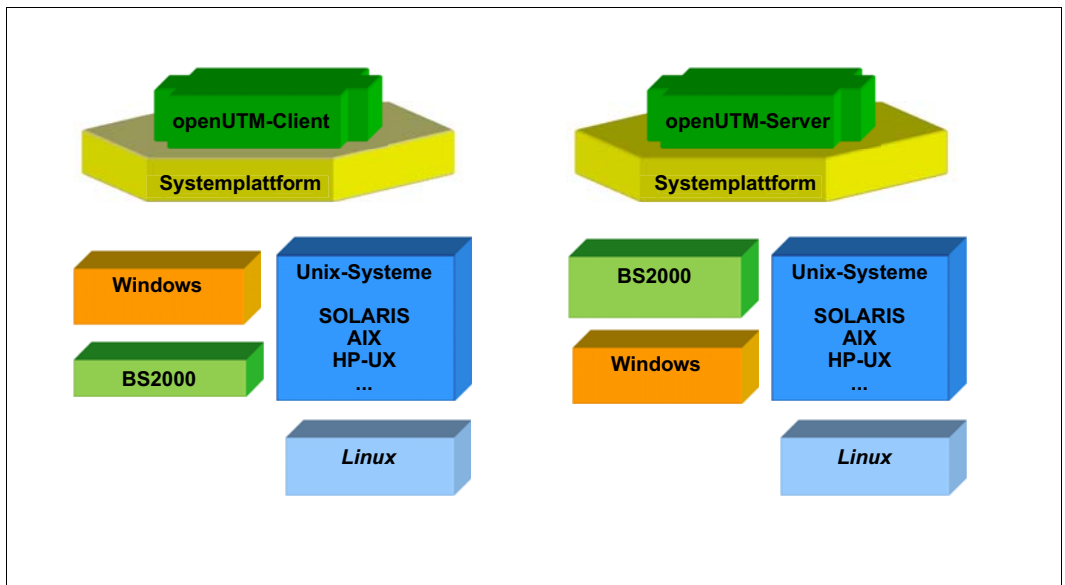 openUTM-Client
Systemplattform
Windows
BS2000
Unix-Systeme
SOLARIS
AIX
HP-UX
...
Linux
openUTM-Server
Systemplattform
BS2000
Windows
Unix-Systeme
SOLARIS
AIX
HP-UX
...
Linux